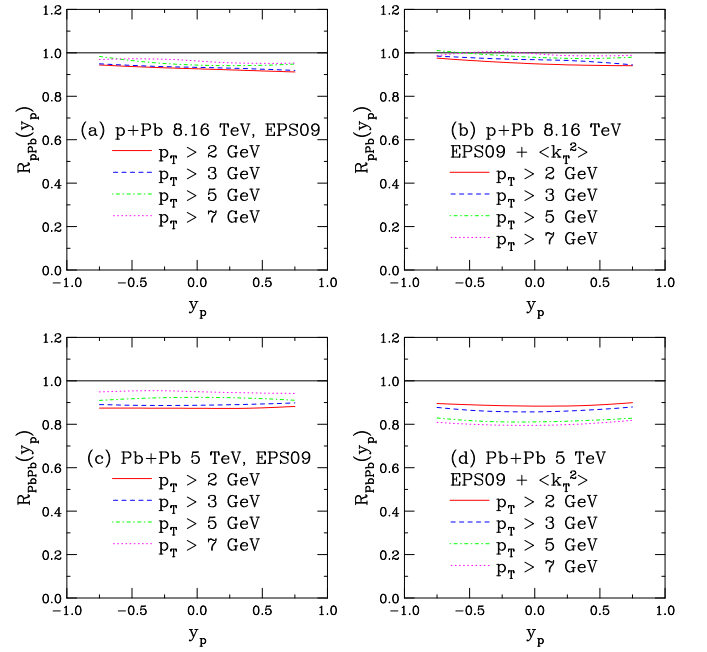 1.2
1.0
0.8
0.6
0.4
0.2
0.0
R_pPb(y_p)
(a) p+Pb 8.16 TeV, EPS09
p_T > 2 GeV
p_T > 3 GeV
p_T > 5 GeV
p_T > 7 GeV
−1.0 −0.5 0.0 0.5 1.0
y_p
1.2
1.0
0.8
0.6
0.4
0.2
0.0
R_pPb(y_p)
(b) p+Pb 8.16 TeV
EPS09 + <k_T^2>
p_T > 2 GeV
p_T > 3 GeV
p_T > 5 GeV
p_T > 7 GeV
−1.0 −0.5 0.0 0.5 1.0
y_p
1.2
1.0
0.8
0.6
0.4
0.2
0.0
R_PbPb(y_p)
(c) Pb+Pb 5 TeV, EPS09
p_T > 2 GeV
p_T > 3 GeV
p_T > 5 GeV
p_T > 7 GeV
−1.0 −0.5 0.0 0.5 1.0
y_p
1.2
1.0
0.8
0.6
0.4
0.2
0.0
R_PbPb(y_p)
(d) Pb+Pb 5 TeV
EPS09 + <k_T^2>
p_T > 2 GeV
p_T > 3 GeV
p_T > 5 GeV
p_T > 7 GeV
−1.0 −0.5 0.0 0.5 1.0
y_p